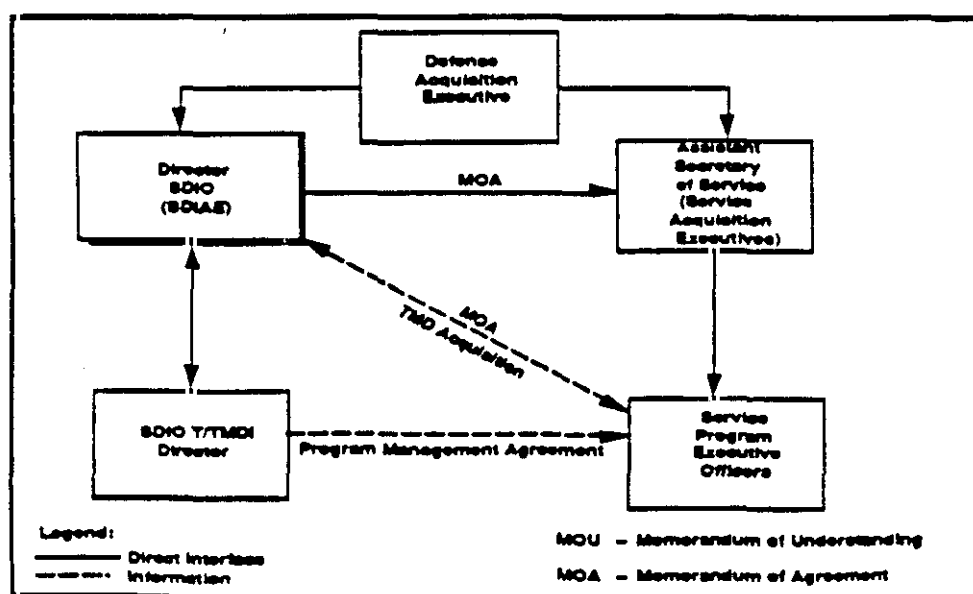 Defense
Acquisition
Executive
Director
SDIO
(SDIAE)
MOA
Assistant
Secretary
of Service
(Service
Acquisition
Executives)
MOA
TMD Acquisition
SDIO T/TMDI
Director
Program Management Agreement
Service
Program
Executive
Officers
Legend:
Direct Interface
Information
MOU - Memorandum of Understanding
MOA - Memorandum of Agreement